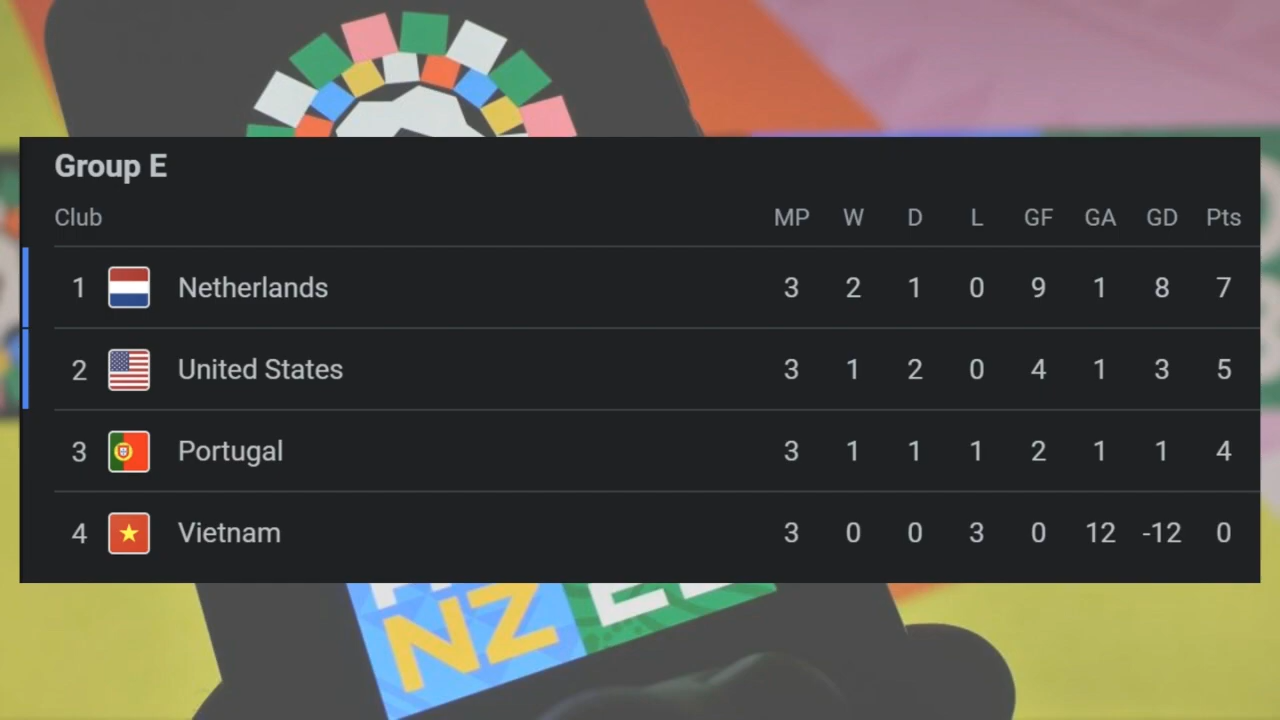 Group E
Club MP W D L GF GA GD Pts
1 Netherlands 3 2 1 0 9 1 8 7
2 United States 3 1 2 0 4 1 3 5
3 Portugal 3 1 1 1 2 1 1 4
4 Vietnam 3 0 0 3 0 12 -12 0
NZ